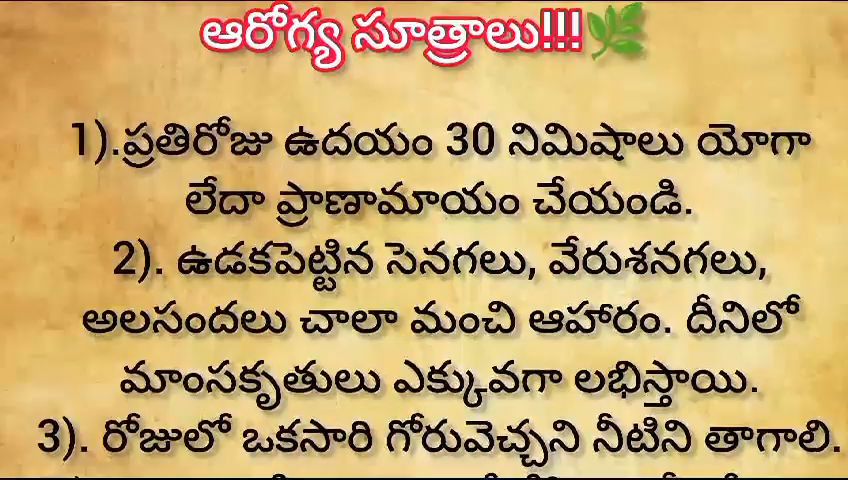 ఆరోగ్య సూత్రాలు!!!🌿
1).ప్రతిరోజు ఉదయం 30 నిమిషాలు యోగా
లేదా ప్రాణామాయం చేయండి.
2). ఉడకపెట్టిన సెనగలు, వేరుశనగలు,
అలసందలు చాలా మంచి ఆహారం. దీనిలో
మాంసకృతులు ఎక్కువగా లభిస్తాయి.
3). రోజులో ఒకసారి గోరువెచ్చని నీటిని తాగాలి.